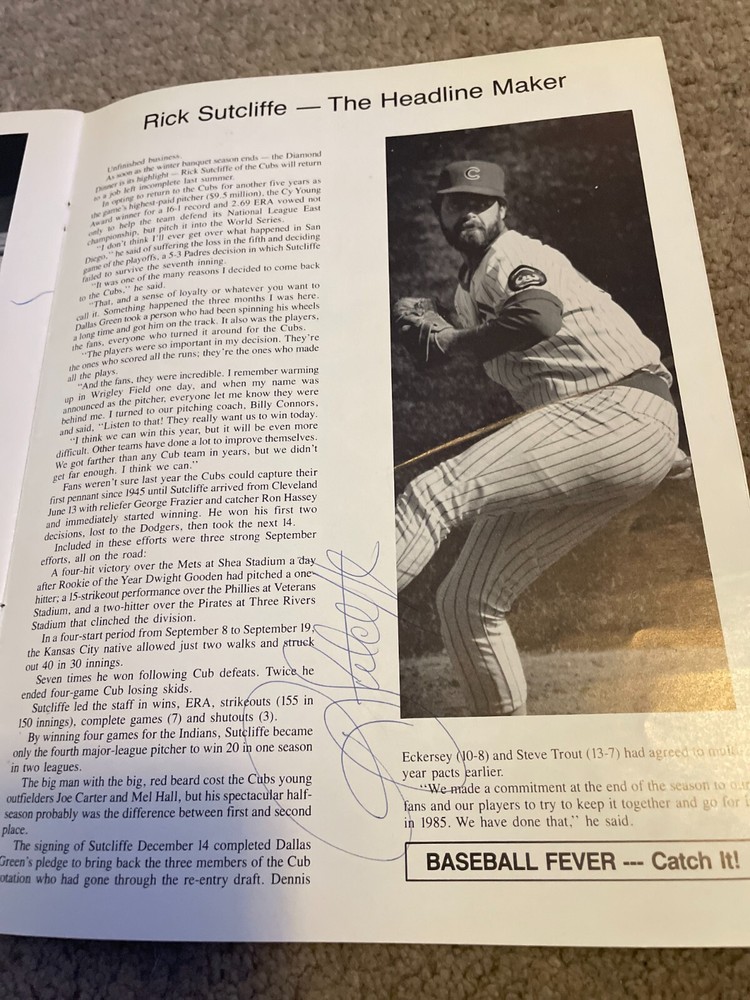 Rick Sutcliffe — The Headline Maker
Unfinished business.
As soon as the winter banquet season ends — the Diamond
Dinner is its highlight — Rick Sutcliffe of the Cubs will return
to a job left incomplete last summer.
In opting to return to the Cubs for another five years as
the game's highest-paid pitcher ($9.5 million), the Cy Young
Award winner for a 16-1 record and 2.69 ERA vowed not
only to help the team defend its National League East
championship, but pitch it into the World Series.
"I don't think I'll ever get over what happened in San
Diego," he said of suffering the loss in the fifth and deciding
game of the playoffs, a 5-3 Padres decision in which Sutcliffe
failed to survive the seventh inning.
"It was one of the many reasons I decided to come back
to the Cubs," he said.
"That, and a sense of loyalty or whatever you want to
call it. Something happened the three months I was here.
Dallas Green took a person who had been spinning his wheels
a long time and got him on the track. It also was the players,
the fans, everyone who turned it around for the Cubs.
"The players were so important in my decision. They're
the ones who scored all the runs; they're the ones who made
all the plays.
"And the fans, they were incredible. I remember warming
up in Wrigley Field one day, and when my name was
announced as the pitcher, everyone let me know they were
behind me. I turned to our pitching coach, Billy Connors,
and said, "Listen to that! They really want us to win today.
"I think we can win this year, but it will be even more
difficult. Other teams have done a lot to improve themselves.
We got farther than any Cub team in years, but we didn't
get far enough. I think we can."
Fans weren't sure last year the Cubs could capture their
first pennant since 1945 until Sutcliffe arrived from Cleveland
June 13 with reliefer George Frazier and catcher Ron Hassey
and immediately started winning. He won his first two
decisions, lost to the Dodgers, then took the next 14.
Included in these efforts were three strong September
efforts, all on the road:
A four-hit victory over the Mets at Shea Stadium a day
after Rookie of the Year Dwight Gooden had pitched a one-
hitter; a 15-strikeout performance over the Phillies at Veterans
Stadium, and a two-hitter over the Pirates at Three Rivers
Stadium that clinched the division.
In a four-start period from September 8 to September 19,
the Kansas City native allowed just two walks and struck
out 40 in 30 innings.
Seven times he won following Cub defeats. Twice he
ended four-game Cub losing skids.
Sutcliffe led the staff in wins, ERA, strikeouts (155 in
150 innings), complete games (7) and shutouts (3).
By winning four games for the Indians, Sutcliffe became
only the fourth major-league pitcher to win 20 in one season
in two leagues.
The big man with the big, red beard cost the Cubs young
outfielders Joe Carter and Mel Hall, but his spectacular half-
season probably was the difference between first and second
place.
The signing of Sutcliffe December 14 completed Dallas
Green's pledge to bring back the three members of the Cub
otation who had gone through the re-entry draft. Dennis
C
Eckersey (10-8) and Steve Trout (13-7) had agreed to
year pacts earlier.
"We made a commitment at the end of the season to our
fans and our players to try to keep it together and go for
in 1985. We have done that," he said.
BASEBALL FEVER --- Catch It!